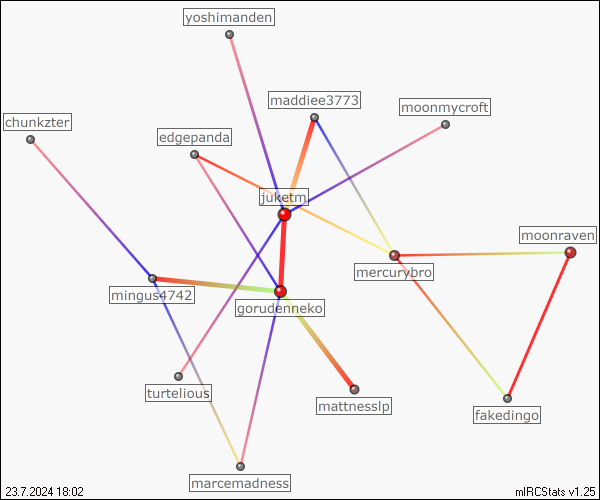 yoshimanden
maddiee3773
moonmycroft
chunkzter
edgepanda
juketm
moonraven
mercurybro
mingus4742
gorudenneko
turtelious
mattnesslp
fakedingo
marcemadness
23.7.2024 18:02
mIRCStats v1.25